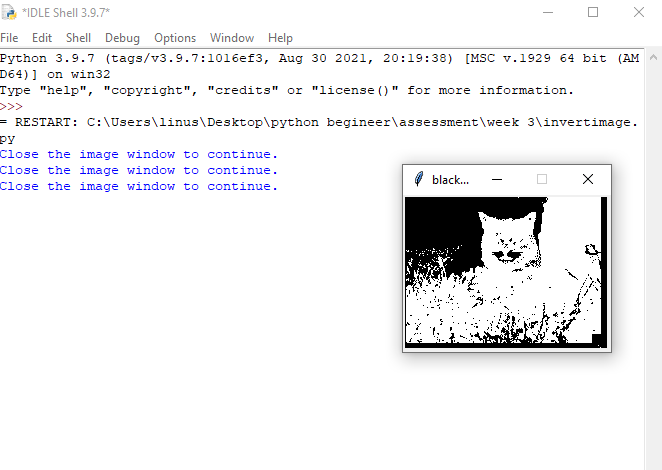 *IDLE Shell 3.9.7*
File Edit Shell Debug Options Window Help
Python 3.9.7 (tags/v3.9.7:1016ef3, Aug 30 2021, 20:19:38) [MSC v.1929 64 bit (AM
D64)] on win32
Type "help", "copyright", "credits" or "license()" for more information.
>>>
= RESTART: C:\Users\linus\Desktop\python begineer\assessment\week 3\invertimage.
py
Close the image window to continue.
Close the image window to continue.
Close the image window to continue.
black...